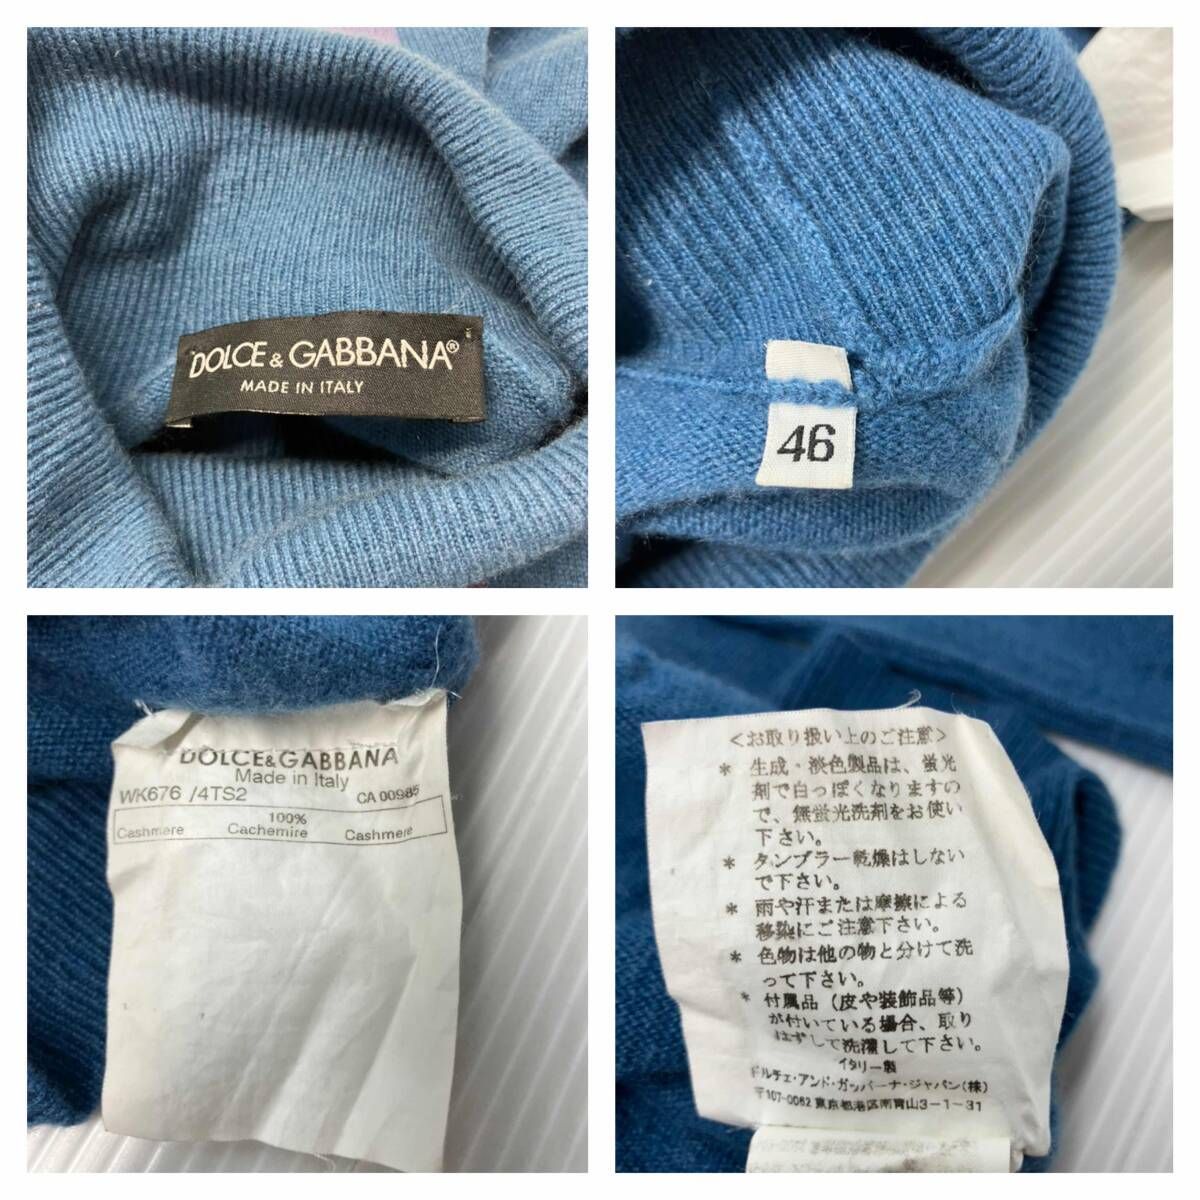 DOLCE & GABBANA®
MADE IN ITALY
46
DOLCE&GABBANA
Made in Italy
WK676 /4TS2 CA 00985
100%
Cashmere Cachemire Cashmere
<お取り扱い上のご注意>
* 生成・淡色製品は、蛍光
剤で白っぽくなりますの
で、無蛍光洗剤をお使い
下さい。
* タンブラー乾燥はしない
で下さい。
* 雨や汗または摩擦による
移染にご注意下さい。
* 色物は他の物と分けて洗
って下さい。
* 付属品（皮や装飾品等）
が付いている場合、取り
はずして洗濯して下さい。
イタリー製
ドルチェ・アンド・ガッバーナ・ジャパン(株)
〒107-0062 東京都港区南青山3-1-31